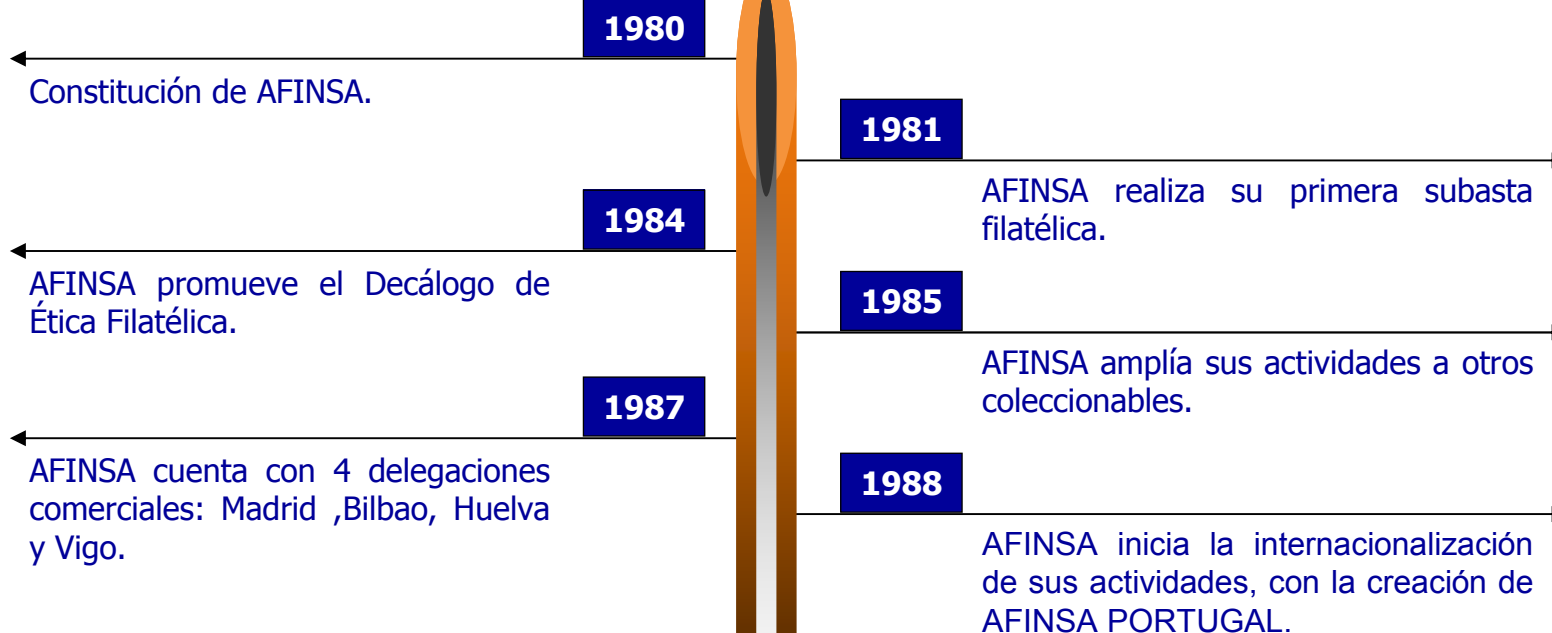 1980
Constitución de AFINSA.
1981
AFINSA realiza su primera subasta
filatélica.
1984
AFINSA promueve el Decálogo de
Ética Filatélica.
1985
AFINSA amplía sus actividades a otros
coleccionables.
1987
AFINSA cuenta con 4 delegaciones
comerciales: Madrid ,Bilbao, Huelva
y Vigo.
1988
AFINSA inicia la internacionalización
de sus actividades, con la creación de
AFINSA PORTUGAL.